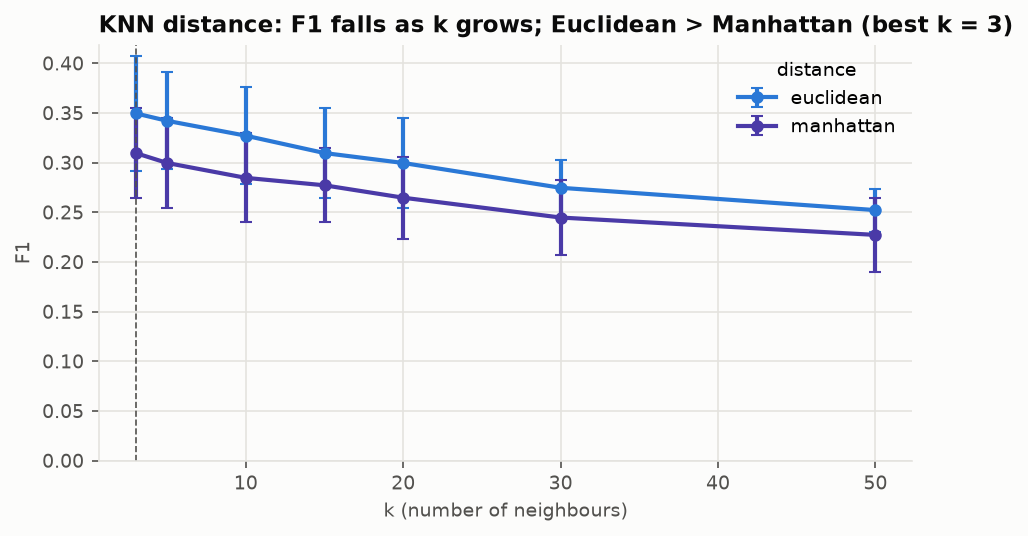 KNN distance: F1 falls as k grows; Euclidean > Manhattan (best k = 3)
distance
euclidean
manhattan
F1
0.40
0.35
0.30
0.25
0.20
0.15
0.10
0.05
0.00
10 20 30 40 50
k (number of neighbours)